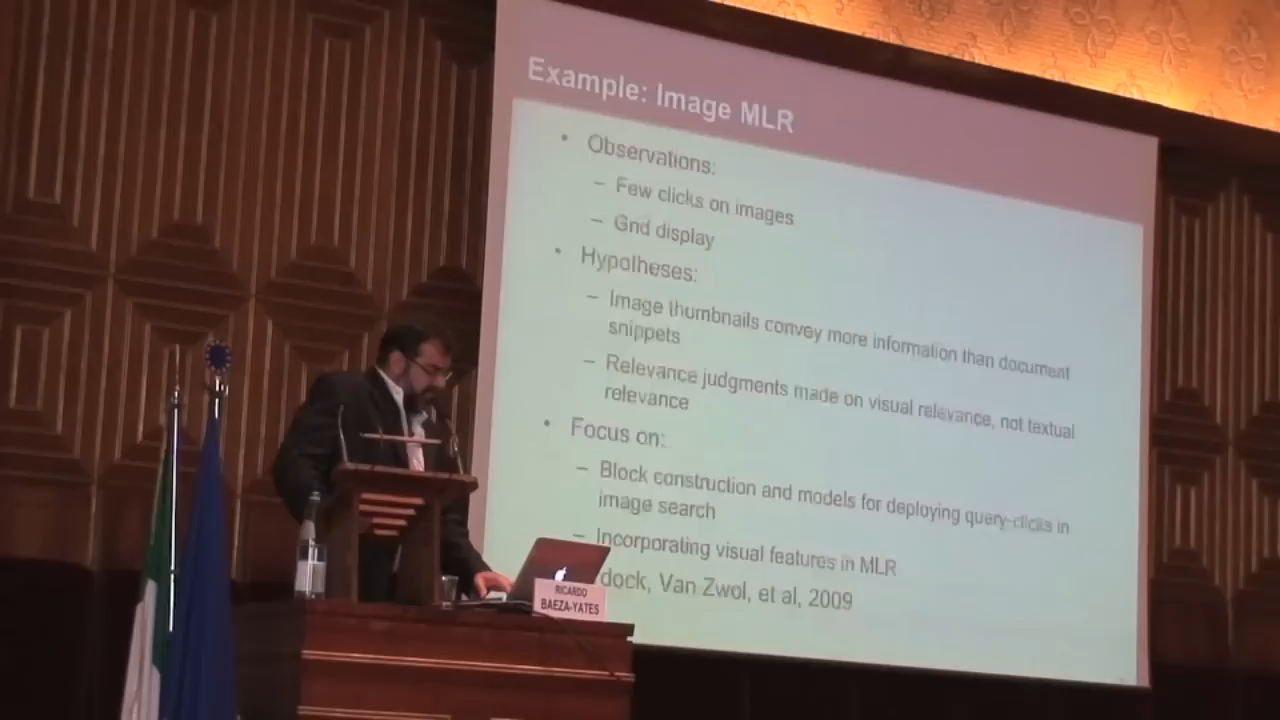 Example: Image MLR
• Observations:
– Few clicks on images
– Grid display
• Hypotheses:
– Image thumbnails convey more information than document
snippets
– Relevance judgments made on visual relevance, not textual
relevance
• Focus on:
– Block construction and models for deploying query-clicks in
image search
– Incorporating visual features in MLR
dock, Van Zwol, et al, 2009
RICARDO
BAEZA-YATES